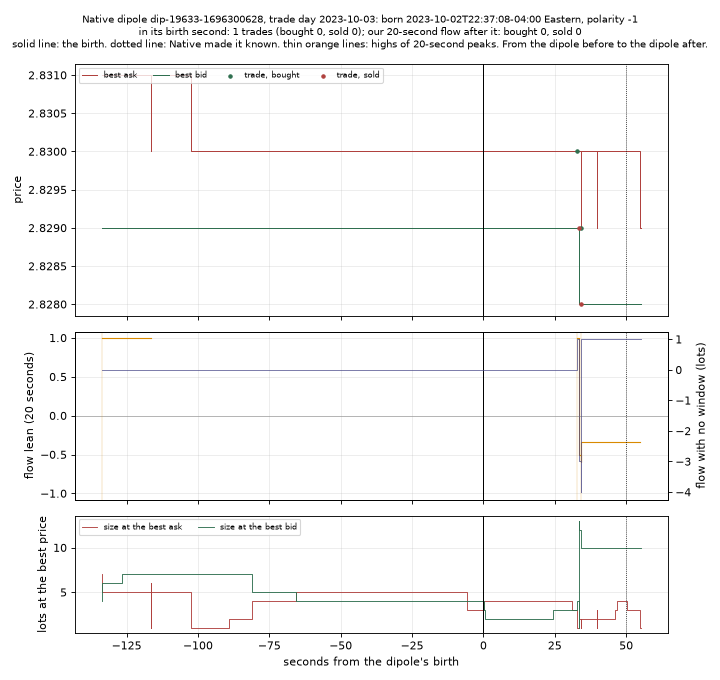 Native dipole dip-19633-1696300628, trade day 2023-10-03: born 2023-10-02T22:37:08-04:00 Eastern, polarity -1
in its birth second: 1 trades (bought 0, sold 0); our 20-second flow after it: bought 0, sold 0
solid line: the birth. dotted line: Native made it known. thin orange lines: highs of 20-second peaks. From the dipole before to the dipole after.
best ask best bid trade, bought trade, sold
2.8310
2.8305
2.8300
2.8295
2.8290
2.8285
2.8280
price
1.0
0.5
0.0
−0.5
−1.0
flow lean (20 seconds)
1
0
−1
−2
−3
−4
flow with no window (lots)
size at the best ask size at the best bid
10
5
lots at the best price
−125 −100 −75 −50 −25 0 25 50
seconds from the dipole's birth